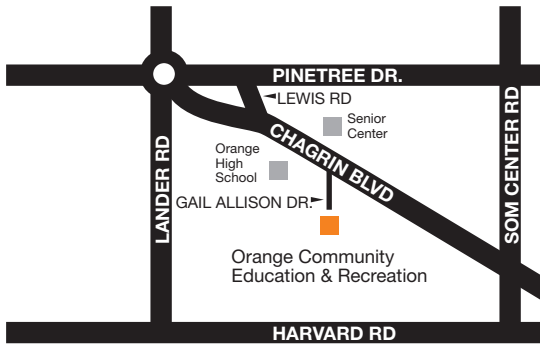 PINETREE DR.
LEWIS RD
Senior
Center
CHAGRIN BLVD
Orange
High
School
GAIL ALLISON DR.
LANDER RD
SOM CENTER RD
Orange Community
Education & Recreation
HARVARD RD